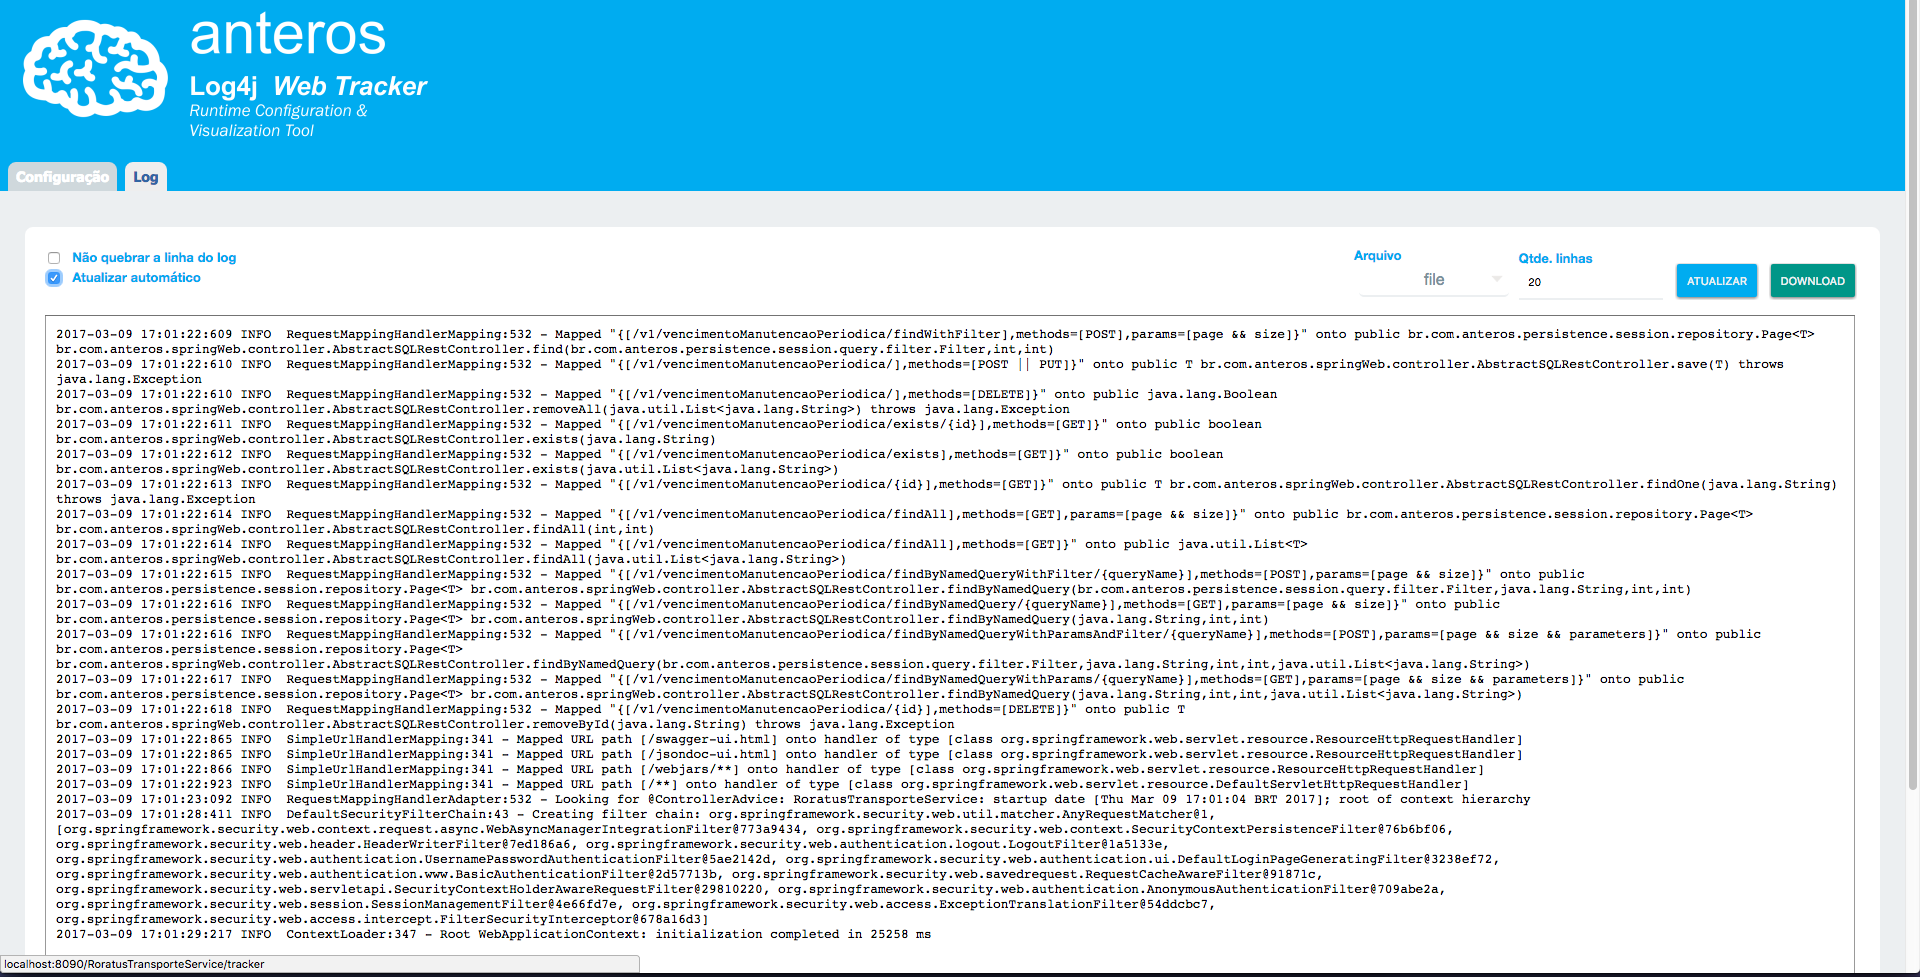 anteros
Log4j Web Tracker
Runtime Configuration &
Visualization Tool
Configuração Log
Não quebrar a linha do log
Atualizar automático
Arquivo
file
Qtde. linhas
20
ATUALIZAR
DOWNLOAD
2017-03-09 17:01:22:609 INFO  RequestMappingHandlerMapping:532 - Mapped "{[/v1/vencimentoManutencaoPeriodica/findWithFilter],methods=[POST],params=[page && size]}" onto public br.com.anteros.persistence.session.repository.Page<T>
br.com.anteros.springWeb.controller.AbstractSQLRestController.find(br.com.anteros.persistence.session.query.filter.Filter,int,int)
2017-03-09 17:01:22:610 INFO  RequestMappingHandlerMapping:532 - Mapped "{[/v1/vencimentoManutencaoPeriodica/],methods=[POST || PUT]}" onto public T br.com.anteros.springWeb.controller.AbstractSQLRestController.save(T) throws
java.lang.Exception
2017-03-09 17:01:22:610 INFO  RequestMappingHandlerMapping:532 - Mapped "{[/v1/vencimentoManutencaoPeriodica/],methods=[DELETE]}" onto public java.lang.Boolean
br.com.anteros.springWeb.controller.AbstractSQLRestController.removeAll(java.util.List<java.lang.String>) throws java.lang.Exception
2017-03-09 17:01:22:611 INFO  RequestMappingHandlerMapping:532 - Mapped "{[/v1/vencimentoManutencaoPeriodica/exists/{id}],methods=[GET]}" onto public boolean
br.com.anteros.springWeb.controller.AbstractSQLRestController.exists(java.lang.String)
2017-03-09 17:01:22:612 INFO  RequestMappingHandlerMapping:532 - Mapped "{[/v1/vencimentoManutencaoPeriodica/exists],methods=[GET]}" onto public boolean
br.com.anteros.springWeb.controller.AbstractSQLRestController.exists(java.util.List<java.lang.String>)
2017-03-09 17:01:22:613 INFO  RequestMappingHandlerMapping:532 - Mapped "{[/v1/vencimentoManutencaoPeriodica/{id}],methods=[GET]}" onto public T br.com.anteros.springWeb.controller.AbstractSQLRestController.findOne(java.lang.String)
throws java.lang.Exception
2017-03-09 17:01:22:614 INFO  RequestMappingHandlerMapping:532 - Mapped "{[/v1/vencimentoManutencaoPeriodica/findAll],methods=[GET],params=[page && size]}" onto public br.com.anteros.persistence.session.repository.Page<T>
br.com.anteros.springWeb.controller.AbstractSQLRestController.findAll(int,int)
2017-03-09 17:01:22:614 INFO  RequestMappingHandlerMapping:532 - Mapped "{[/v1/vencimentoManutencaoPeriodica/findAll],methods=[GET]}" onto public java.util.List<T>
br.com.anteros.springWeb.controller.AbstractSQLRestController.findAll(java.util.List<java.lang.String>)
2017-03-09 17:01:22:615 INFO  RequestMappingHandlerMapping:532 - Mapped "{[/v1/vencimentoManutencaoPeriodica/findByNamedQueryWithFilter/{queryName}],methods=[POST],params=[page && size]}" onto public
br.com.anteros.persistence.session.repository.Page<T> br.com.anteros.springWeb.controller.AbstractSQLRestController.findByNamedQuery(br.com.anteros.persistence.session.query.filter.Filter,java.lang.String,int,int)
2017-03-09 17:01:22:616 INFO  RequestMappingHandlerMapping:532 - Mapped "{[/v1/vencimentoManutencaoPeriodica/findByNamedQuery/{queryName}],methods=[GET],params=[page && size]}" onto public
br.com.anteros.persistence.session.repository.Page<T> br.com.anteros.springWeb.controller.AbstractSQLRestController.findByNamedQuery(java.lang.String,int,int)
2017-03-09 17:01:22:616 INFO  RequestMappingHandlerMapping:532 - Mapped "{[/v1/vencimentoManutencaoPeriodica/findByNamedQueryWithParamsAndFilter/{queryName}],methods=[POST],params=[page && size && parameters]}" onto public
br.com.anteros.persistence.session.repository.Page<T>
br.com.anteros.springWeb.controller.AbstractSQLRestController.findByNamedQuery(br.com.anteros.persistence.session.query.filter.Filter,java.lang.String,int,int,java.util.List<java.lang.String>)
2017-03-09 17:01:22:617 INFO  RequestMappingHandlerMapping:532 - Mapped "{[/v1/vencimentoManutencaoPeriodica/findByNamedQueryWithParams/{queryName}],methods=[GET],params=[page && size && parameters]}" onto public
br.com.anteros.persistence.session.repository.Page<T> br.com.anteros.springWeb.controller.AbstractSQLRestController.findByNamedQuery(java.lang.String,int,int,java.util.List<java.lang.String>)
2017-03-09 17:01:22:618 INFO  RequestMappingHandlerMapping:532 - Mapped "{[/v1/vencimentoManutencaoPeriodica/{id}],methods=[DELETE]}" onto public T
br.com.anteros.springWeb.controller.AbstractSQLRestController.removeById(java.lang.String) throws java.lang.Exception
2017-03-09 17:01:22:865 INFO  SimpleUrlHandlerMapping:341 - Mapped URL path [/swagger-ui.html] onto handler of type [class org.springframework.web.servlet.resource.ResourceHttpRequestHandler]
2017-03-09 17:01:22:865 INFO  SimpleUrlHandlerMapping:341 - Mapped URL path [/jsondoc-ui.html] onto handler of type [class org.springframework.web.servlet.resource.ResourceHttpRequestHandler]
2017-03-09 17:01:22:866 INFO  SimpleUrlHandlerMapping:341 - Mapped URL path [/webjars/**] onto handler of type [class org.springframework.web.servlet.resource.ResourceHttpRequestHandler]
2017-03-09 17:01:22:923 INFO  SimpleUrlHandlerMapping:341 - Mapped URL path [/**] onto handler of type [class org.springframework.web.servlet.resource.DefaultServletHttpRequestHandler]
2017-03-09 17:01:23:092 INFO  RequestMappingHandlerAdapter:532 - Looking for @ControllerAdvice: RoratusTransporteService: startup date [Thu Mar 09 17:01:04 BRT 2017]; root of context hierarchy
2017-03-09 17:01:28:411 INFO  DefaultSecurityFilterChain:43 - Creating filter chain: org.springframework.security.web.util.matcher.AnyRequestMatcher@1,
[org.springframework.security.web.context.request.async.WebAsyncManagerIntegrationFilter@773a9434, org.springframework.security.web.context.SecurityContextPersistenceFilter@76b6bf06,
org.springframework.security.web.header.HeaderWriterFilter@7ed186a6, org.springframework.security.web.authentication.logout.LogoutFilter@1a5133e,
org.springframework.security.web.authentication.UsernamePasswordAuthenticationFilter@5ae2142d, org.springframework.security.web.authentication.ui.DefaultLoginPageGeneratingFilter@3238ef72,
org.springframework.security.web.authentication.www.BasicAuthenticationFilter@2d57713b, org.springframework.security.web.savedrequest.RequestCacheAwareFilter@91871c,
org.springframework.security.web.servletapi.SecurityContextHolderAwareRequestFilter@29810220, org.springframework.security.web.authentication.AnonymousAuthenticationFilter@709abe2a,
org.springframework.security.web.session.SessionManagementFilter@4e66fd7e, org.springframework.security.web.access.ExceptionTranslationFilter@54ddcbc7,
org.springframework.security.web.access.intercept.FilterSecurityInterceptor@678a16d3]
2017-03-09 17:01:29:217 INFO  ContextLoader:347 - Root WebApplicationContext: initialization completed in 25258 ms
localhost:8090/RoratusTransporteService/tracker